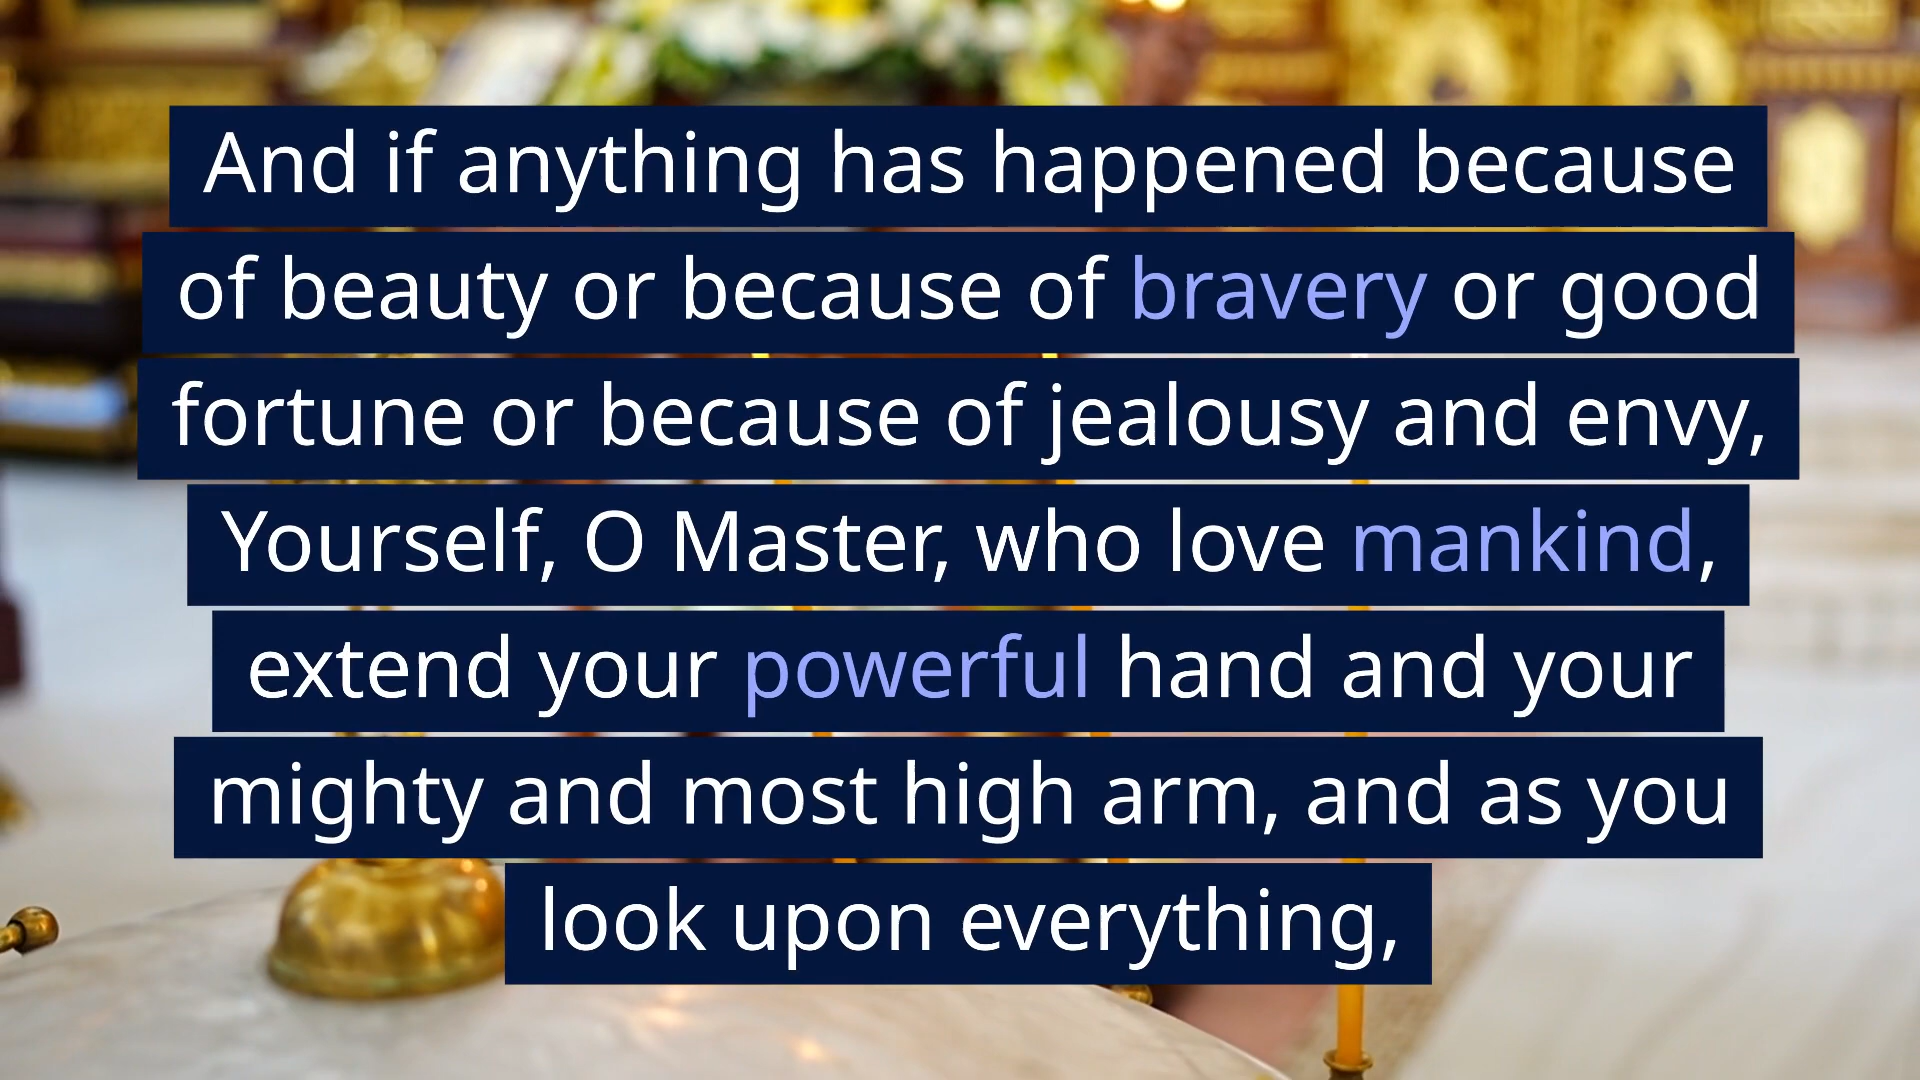 And if anything has happened because
of beauty or because of bravery or good
fortune or because of jealousy and envy,
Yourself, O Master, who love mankind,
extend your powerful hand and your
mighty and most high arm, and as you
look upon everything,